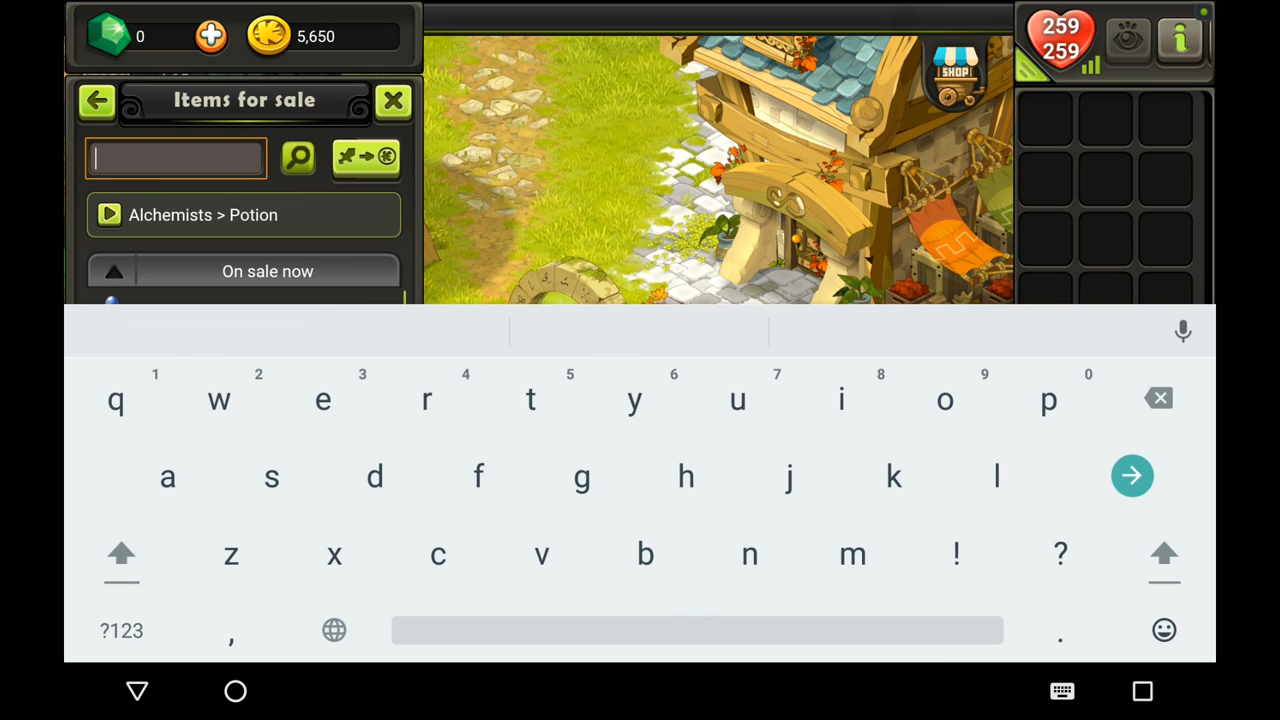 0
5,650
259
259
SHOP
Items for sale
Alchemists > Potion
On sale now
1 2 3 4 5 6 7 8 9 0
q w e r t y u i o p
a s d f g h j k l
z x c v b n m ! ?
?123 , .